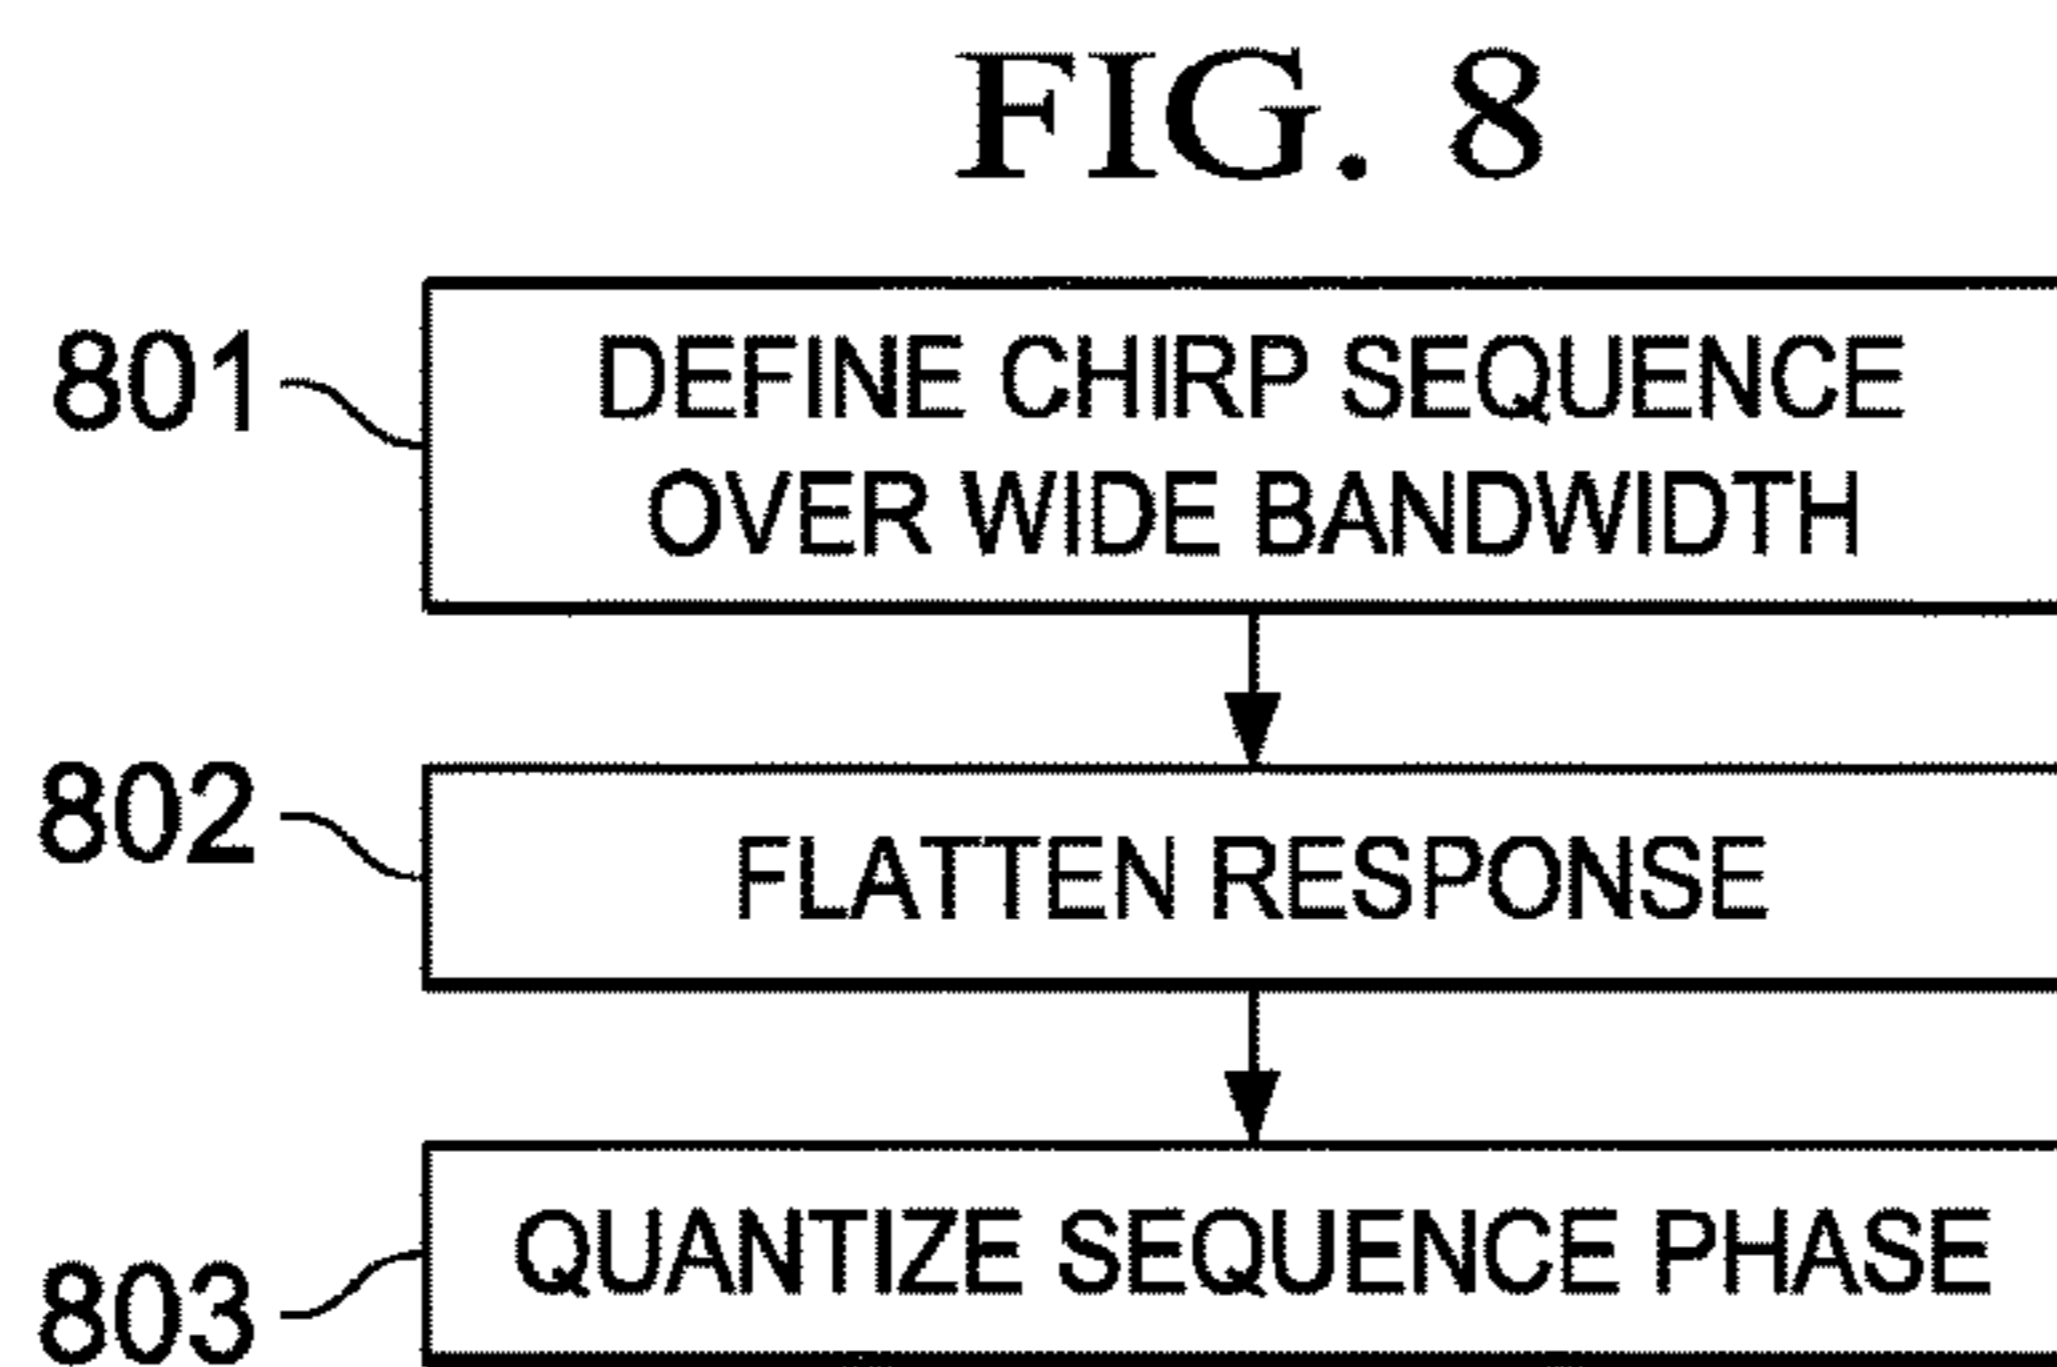 FIG. 8
801
DEFINE CHIRP SEQUENCE
OVER WIDE BANDWIDTH
802
FLATTEN RESPONSE
803
QUANTIZE SEQUENCE PHASE